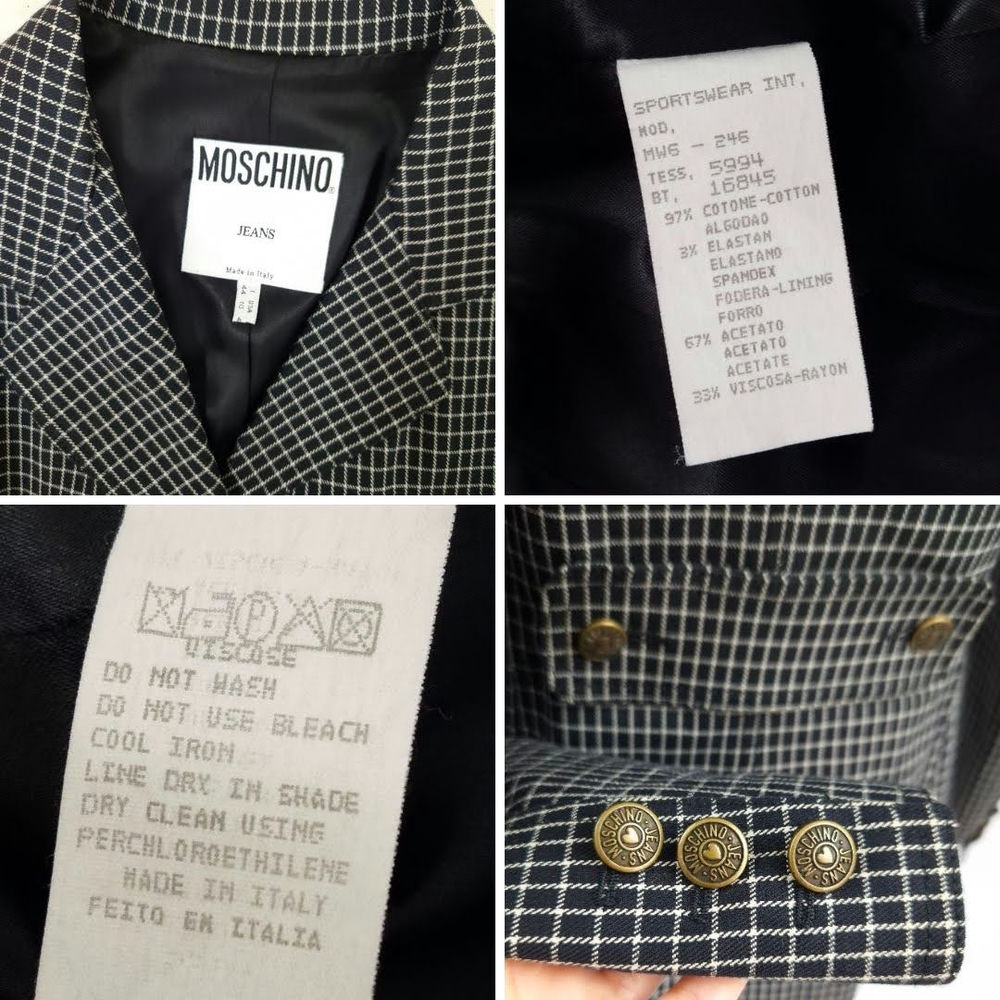 MOSCHINO
JEANS
Made in Italy
SPORTSWEAR INT.
MOD.
MW6 - 246
TESS. 5994
BT. 16845
97% COTONE-COTTON
ALGODAO
3% ELASTAN
ELASTANO
SPANDEX
FODERA-LINING
FORRO
67% ACETATO
ACETATO
ACETATE
33% VISCOSA-RAYON
P
VISCOSE
DO NOT WASH
DO NOT USE BLEACH
COOL IRON
LINE DRY IN SHADE
DRY CLEAN USING
PERCHLOROETHILENE
MADE IN ITALY
FEITO EM ITALIA
MOSCHINO·JEANS·
MOSCHINO·JEANS·
MOSCHINO·JEANS·